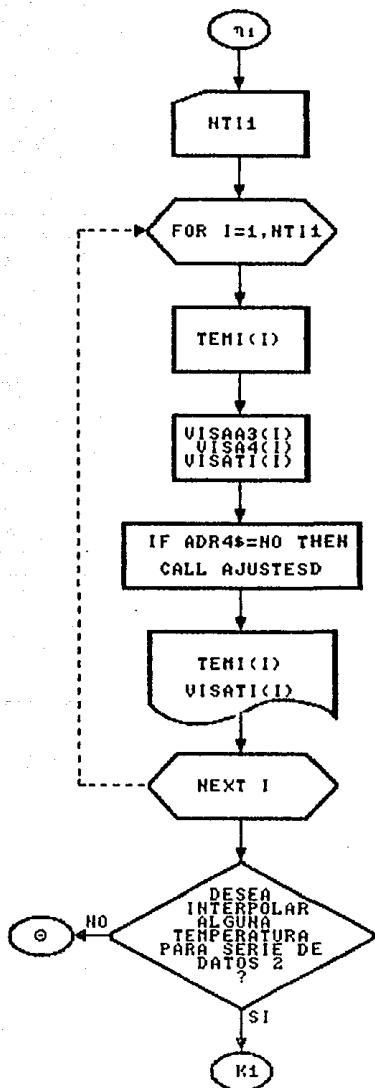 η1
NTI1
FOR I=1,NTI1
TEMI(I)
VISAA3(I)
VISA4(I)
VISATI(I)
IF ADR4$=NO THEN
CALL AJUSTESD
TEMI(I)
VISATI(I)
NEXT I
DESEA
INTERPOLAR
ALGUNA
TEMPERATURA
PARA SERIE DE
DATOS 2
?
NO
SI
K1